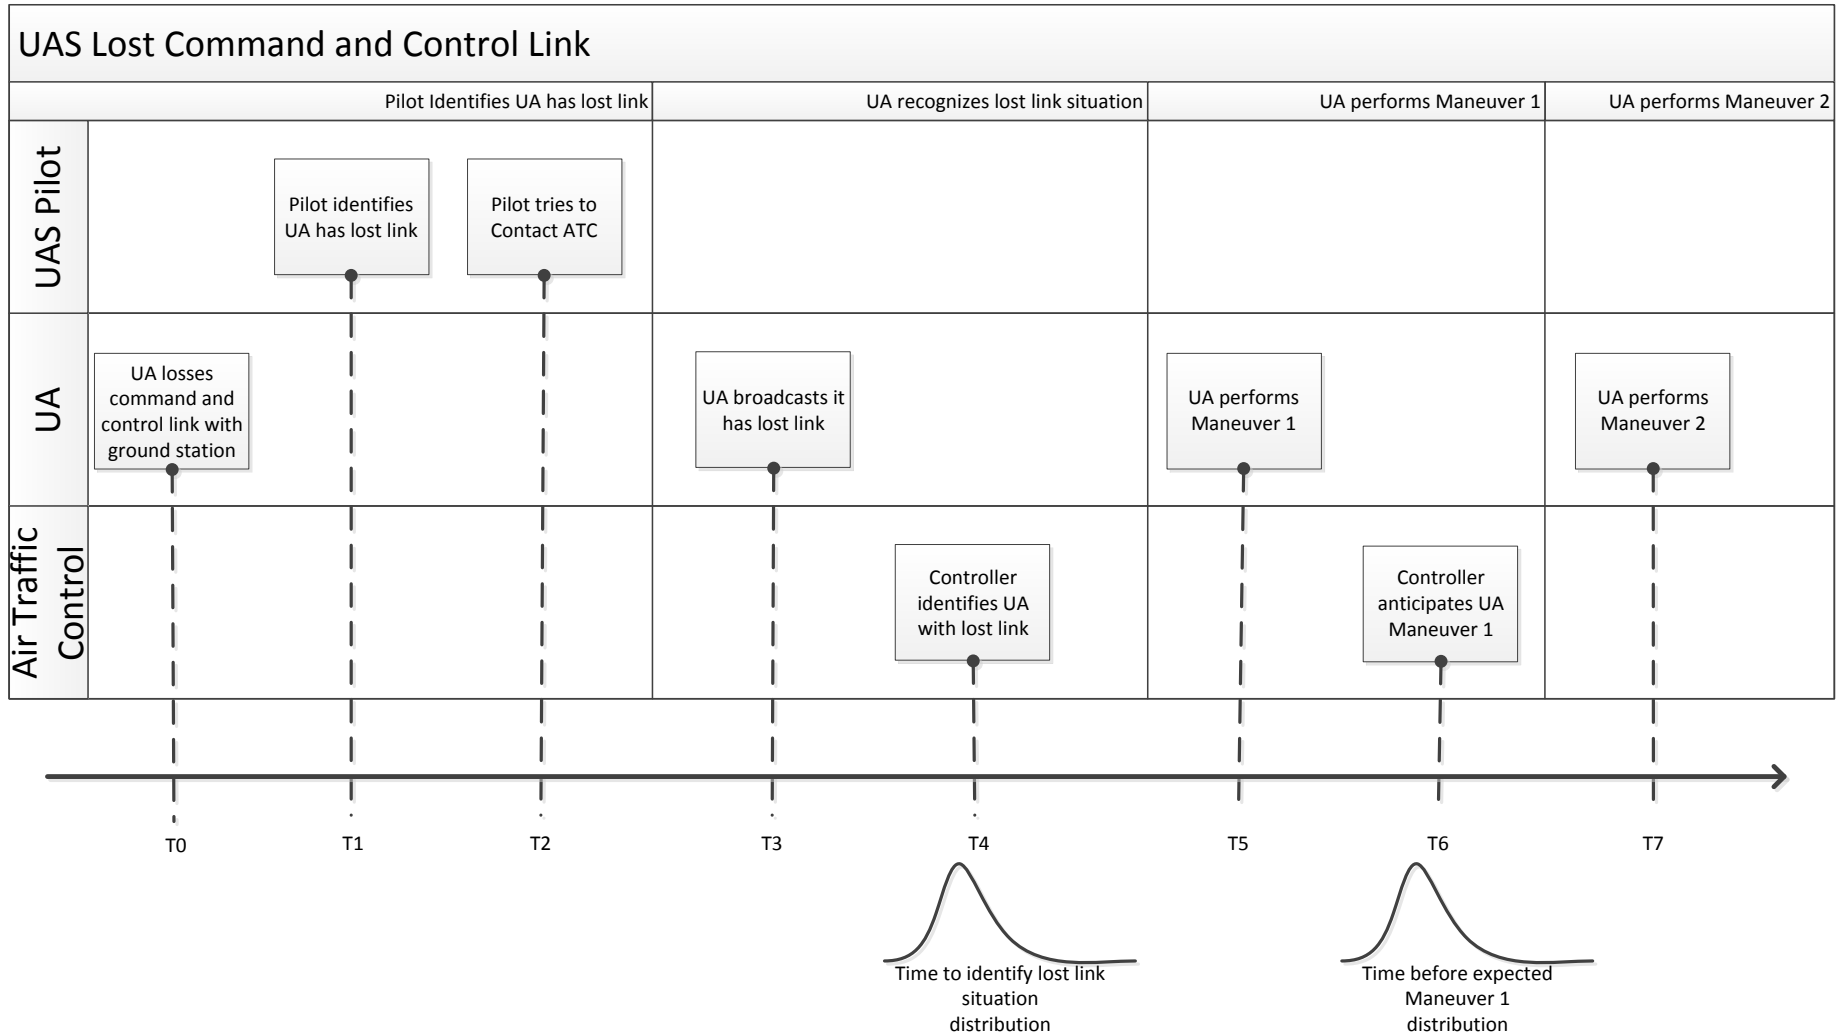 UAS Lost Command and Control Link
Pilot Identifies UA has lost link
UA recognizes lost link situation
UA performs Maneuver 1
UA performs Maneuver 2
UAS Pilot
Pilot identifies
UA has lost link
Pilot tries to
Contact ATC
UA
UA losses
command and
control link with
ground station
UA broadcasts it
has lost link
UA performs
Maneuver 1
UA performs
Maneuver 2
Air Traffic
Control
Controller
identifies UA
with lost link
Controller
anticipates UA
Maneuver 1
T0
T1
T2
T3
T4
T5
T6
T7
Time to identify lost link
situation
distribution
Time before expected
Maneuver 1
distribution